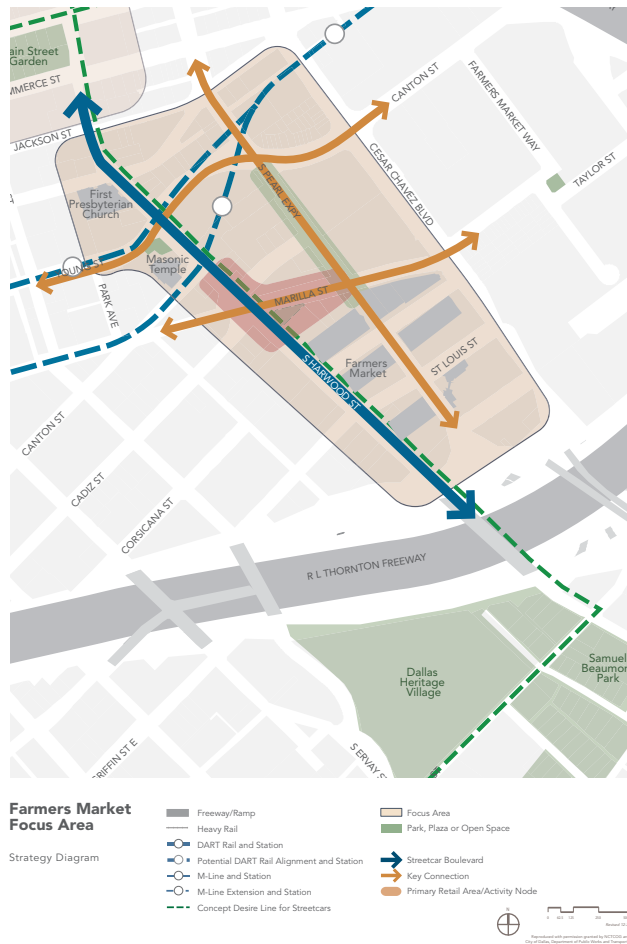 ain Street
Garden
MMERCE ST
JACKSON ST
CANTON ST
FARMERS MARKET WAY
TAYLOR ST
CESAR CHAVEZ BLVD
S PEARL EXPY
First
Presbyterian
Church
YOUNG ST
Masonic
Temple
PARK AVE
MARILLA ST
S HARWOOD ST
Farmers
Market
ST LOUIS ST
CANTON ST
CADIZ ST
CORSICANA ST
R L THORNTON FREEWAY
Dallas
Heritage
Village
Samuel
Beaumon
Park
GRIFFIN ST E
S ERVAY S
Farmers Market
Focus Area
Strategy Diagram
Freeway/Ramp
Heavy Rail
DART Rail and Station
Potential DART Rail Alignment and Station
M-Line and Station
M-Line Extension and Station
Concept Desire Line for Streetcars
Focus Area
Park, Plaza or Open Space
Streetcar Boulevard
Key Connection
Primary Retail Area/Activity Node
N